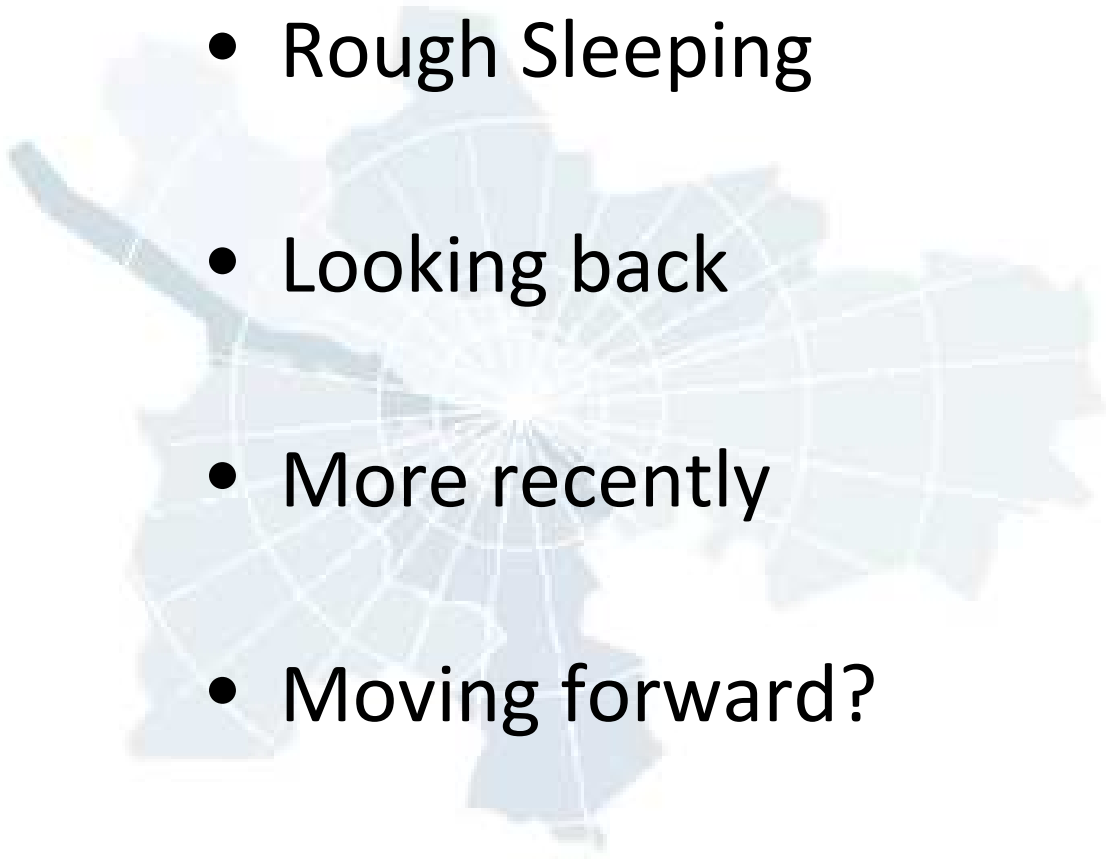 • Rough Sleeping
• Looking back
• More recently
• Moving forward?